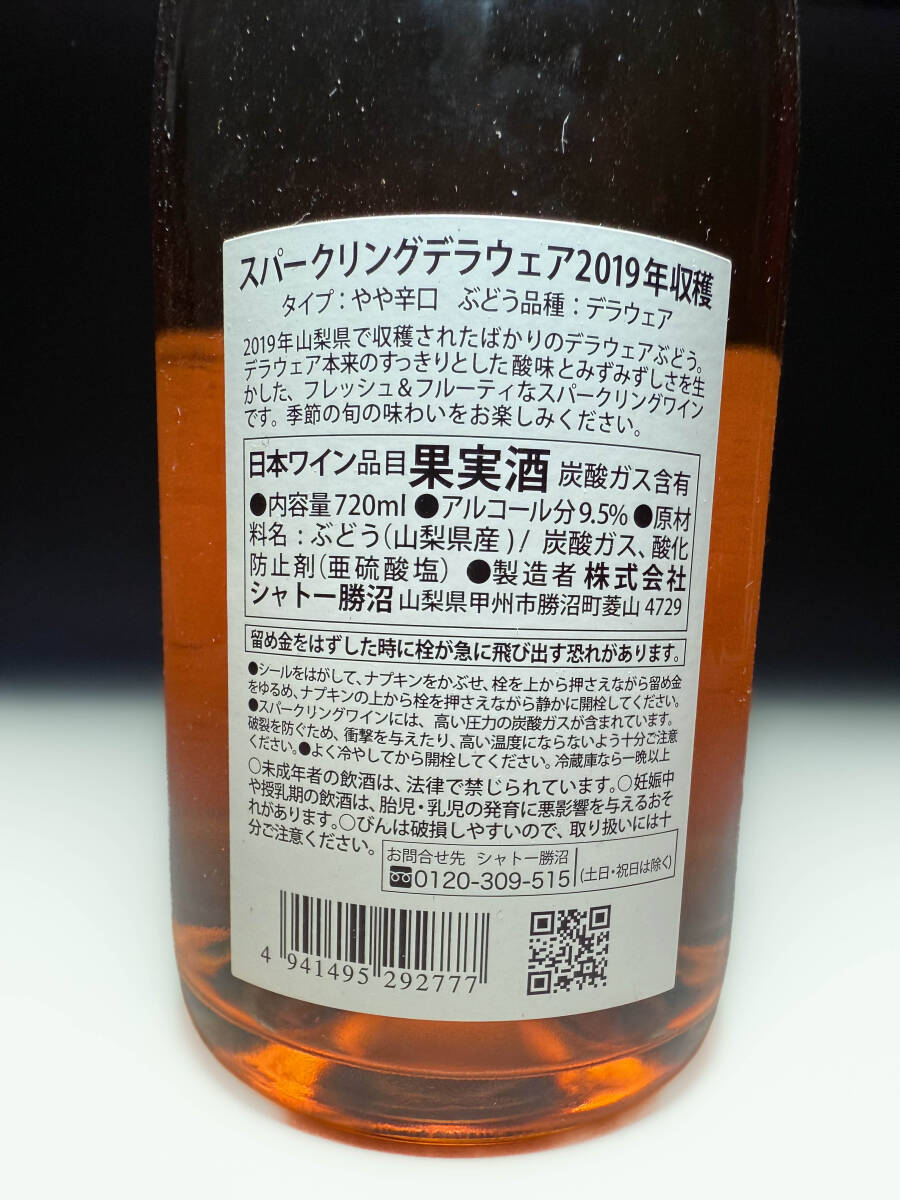 スパークリングデラウェア2019年収穫
タイプ：やや辛口　ぶどう品種：デラウェア
2019年山梨県で収穫されたばかりのデラウェアぶどう。
デラウェア本来のすっきりとした酸味とみずみずしさを生
かした、フレッシュ＆フルーティなスパークリングワイン
です。季節の旬の味わいをお楽しみください。
日本ワイン品目 果実酒 炭酸ガス含有
●内容量720ml ●アルコール分9.5% ●原材
料名：ぶどう(山梨県産)/ 炭酸ガス、酸化
防止剤(亜硫酸塩) ●製造者 株式会社
シャトー勝沼 山梨県甲州市勝沼町菱山4729
留め金をはずした時に栓が急に飛び出す恐れがあります。
●シールをはがして、ナプキンをかぶせ、栓を上から押さえながら留め金
をゆるめ、ナプキンの上から栓を押さえながら静かに開栓してください。
●スパークリングワインには、高い圧力の炭酸ガスが含まれています。
破裂を防ぐため、衝撃を与えたり、高い温度にならないよう十分ご注意
ください。●よく冷やしてから開栓してください。冷蔵庫なら一晩以上
○未成年者の飲酒は、法律で禁じられています。○妊娠中
や授乳期の飲酒は、胎児・乳児の発育に悪影響を与えるおそ
れがあります。○びんは破損しやすいので、取り扱いには十
分ご注意ください。
お問合せ先 シャトー勝沼
0120-309-515 (土日・祝日は除く)
4 941495 292777